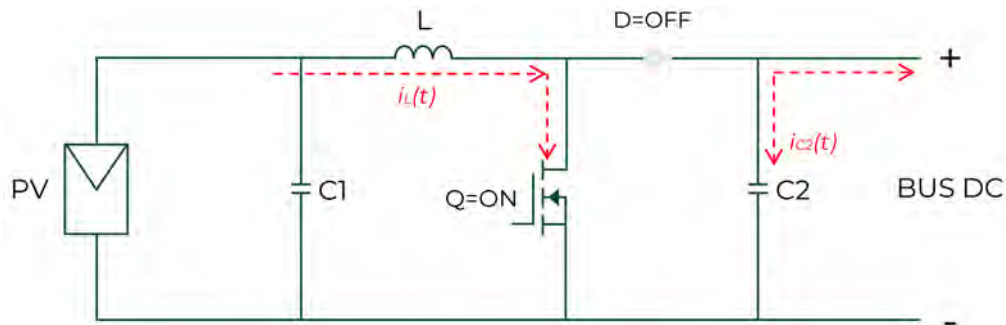 L
D=OFF
+
iL(t)
PV
C1
Q=ON
iC2(t)
C2
BUS DC
-